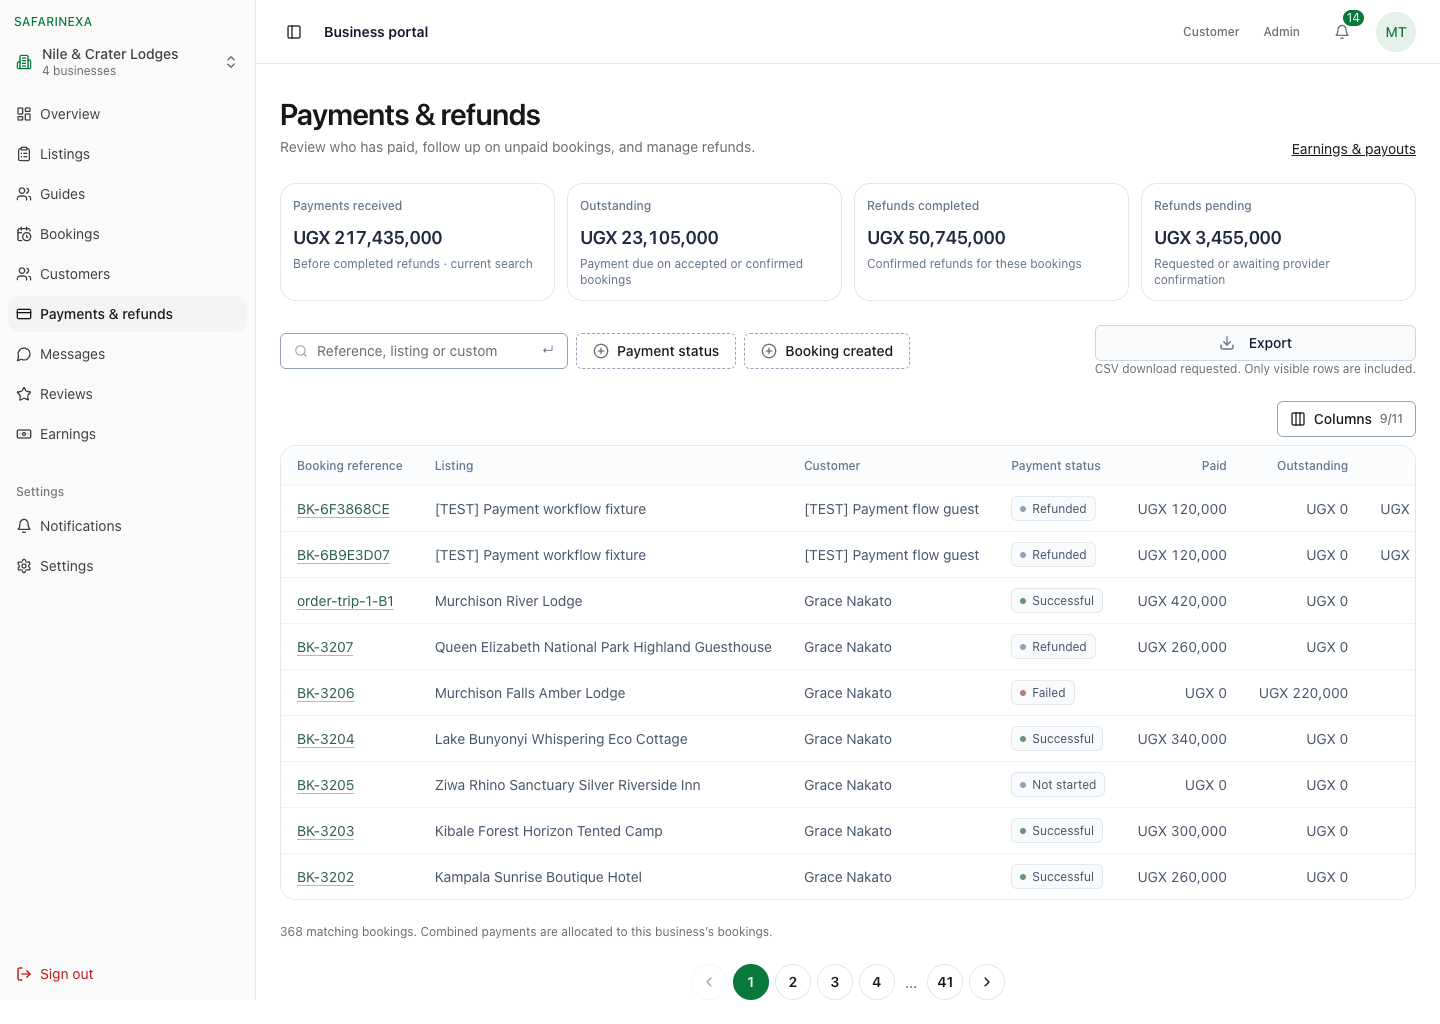 SAFARINEXA
Nile & Crater Lodges
4 businesses
Overview
Listings
Guides
Bookings
Customers
Payments & refunds
Messages
Reviews
Earnings
Settings
Notifications
Settings
Sign out
Business portal
Customer
Admin
14
MT
Payments & refunds
Review who has paid, follow up on unpaid bookings, and manage refunds.
Earnings & payouts
Payments received
UGX 217,435,000
Before completed refunds · current search
Outstanding
UGX 23,105,000
Payment due on accepted or confirmed
bookings
Refunds completed
UGX 50,745,000
Confirmed refunds for these bookings
Refunds pending
UGX 3,455,000
Requested or awaiting provider
confirmation
Reference, listing or custom
Payment status
Booking created
Export
CSV download requested. Only visible rows are included.
Columns 9/11
Booking reference Listing Customer Payment status Paid Outstanding
BK-6F3868CE [TEST] Payment workflow fixture [TEST] Payment flow guest Refunded UGX 120,000 UGX 0 UGX
BK-6B9E3D07 [TEST] Payment workflow fixture [TEST] Payment flow guest Refunded UGX 120,000 UGX 0 UGX
order-trip-1-B1 Murchison River Lodge Grace Nakato Successful UGX 420,000 UGX 0
BK-3207 Queen Elizabeth National Park Highland Guesthouse Grace Nakato Refunded UGX 260,000 UGX 0
BK-3206 Murchison Falls Amber Lodge Grace Nakato Failed UGX 0 UGX 220,000
BK-3204 Lake Bunyonyi Whispering Eco Cottage Grace Nakato Successful UGX 340,000 UGX 0
BK-3205 Ziwa Rhino Sanctuary Silver Riverside Inn Grace Nakato Not started UGX 0 UGX 0
BK-3203 Kibale Forest Horizon Tented Camp Grace Nakato Successful UGX 300,000 UGX 0
BK-3202 Kampala Sunrise Boutique Hotel Grace Nakato Successful UGX 260,000 UGX 0
368 matching bookings. Combined payments are allocated to this business's bookings.
1 2 3 4 ... 41